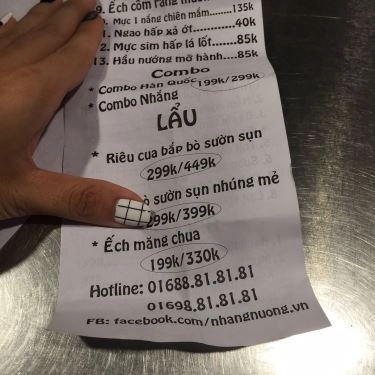 9. Ếch cốm rang muối
10. Mực 1 nắng chiên mắm.......135k
11. Ngao hấp xả ớt.......40k
12. Mực sim hấp lá lốt.......85k
13. Hầu nướng mỡ hành....85k
Combo
* Combo Hàn Quốc 199k/299k
* Combo Nhắng
LẨU
* Riêu cua bắp bò sườn sụn
299k/449k
bò sườn sụn nhúng mẻ
299k/399k
* Ếch măng chua
199k/330k
Hotline: 01688.81.81.81
01698.81.81.81
FB: facebook.com/nhangnuong.vn